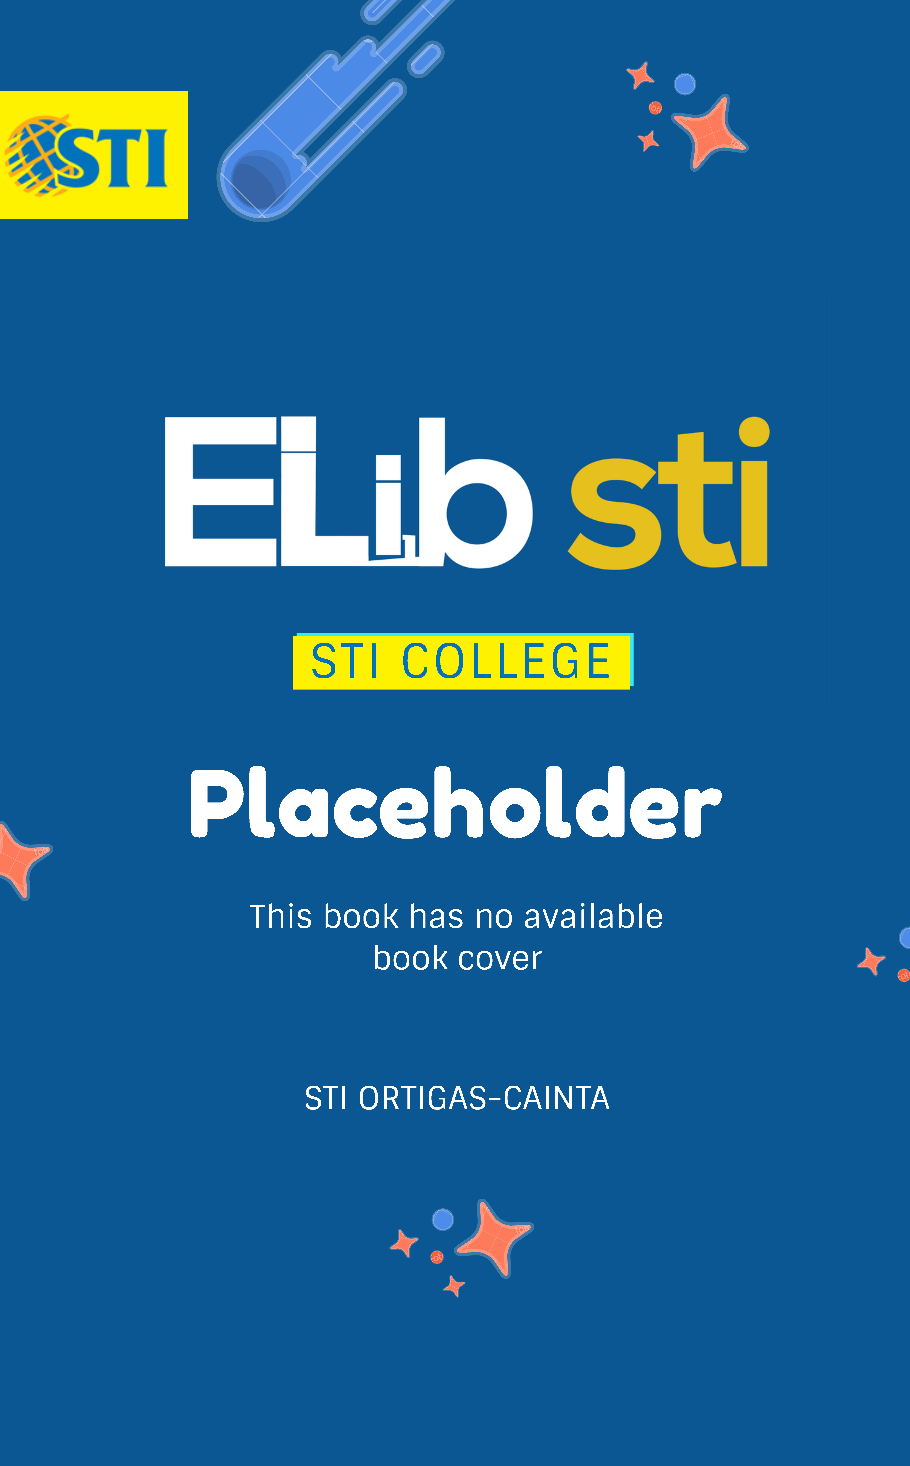 STI
ELib sti
STI COLLEGE
Placeholder
This book has no available
book cover
STI ORTIGAS-CAINTA